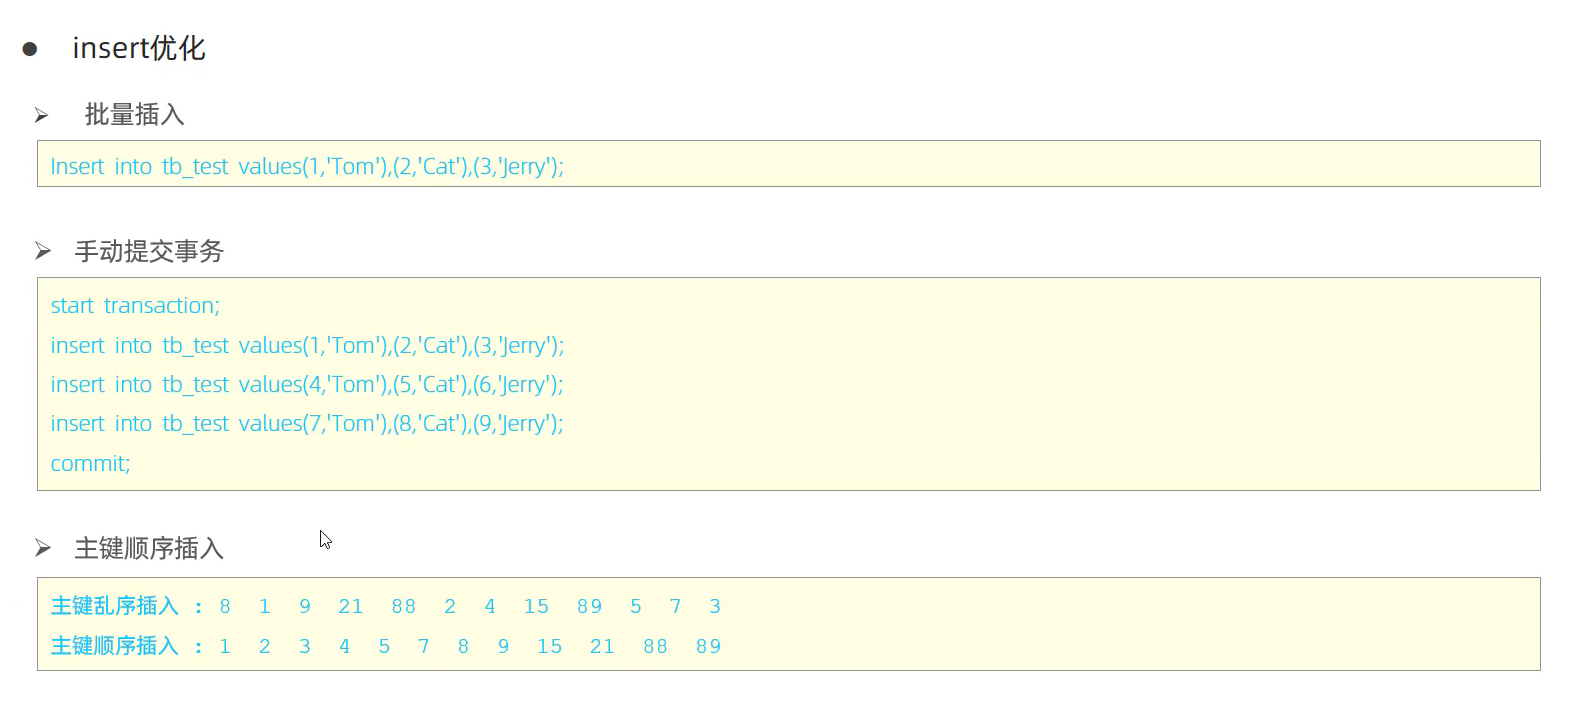 insert优化
批量插入
Insert into tb_test values(1,'Tom'),(2,'Cat'),(3,'Jerry');
手动提交事务
start transaction;
insert into tb_test values(1,'Tom'),(2,'Cat'),(3,'Jerry');
insert into tb_test values(4,'Tom'),(5,'Cat'),(6,'Jerry');
insert into tb_test values(7,'Tom'),(8,'Cat'),(9,'Jerry');
commit;
主键顺序插入
主键乱序插入 : 8 1 9 21 88 2 4 15 89 5 7 3
主键顺序插入 : 1 2 3 4 5 7 8 9 15 21 88 89